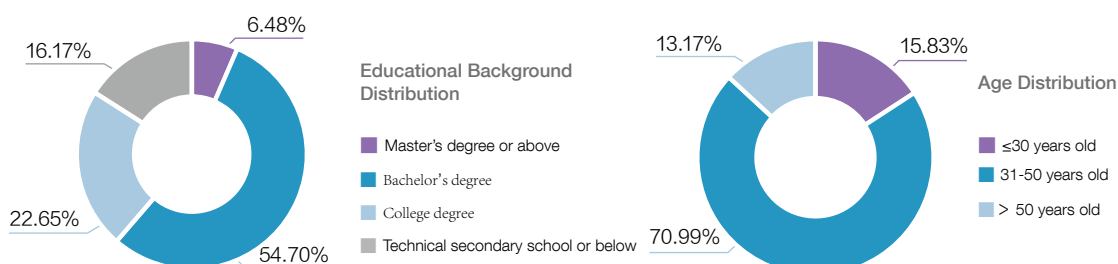 6.48%
16.17%
22.65%
54.70%
Educational Background
Distribution
Master's degree or above
Bachelor's degree
College degree
Technical secondary school or below
13.17%
15.83%
70.99%
Age Distribution
≤30 years old
31-50 years old
> 50 years old